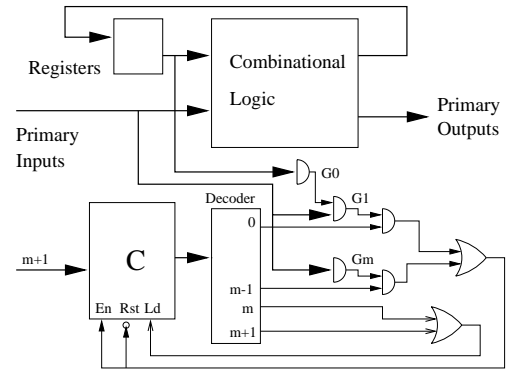 Registers
Combinational
Logic
Primary
Inputs
Primary
Outputs
G0
G1
Decoder
0
Gm
m+1
C
m-1
m
m+1
En Rst Ld